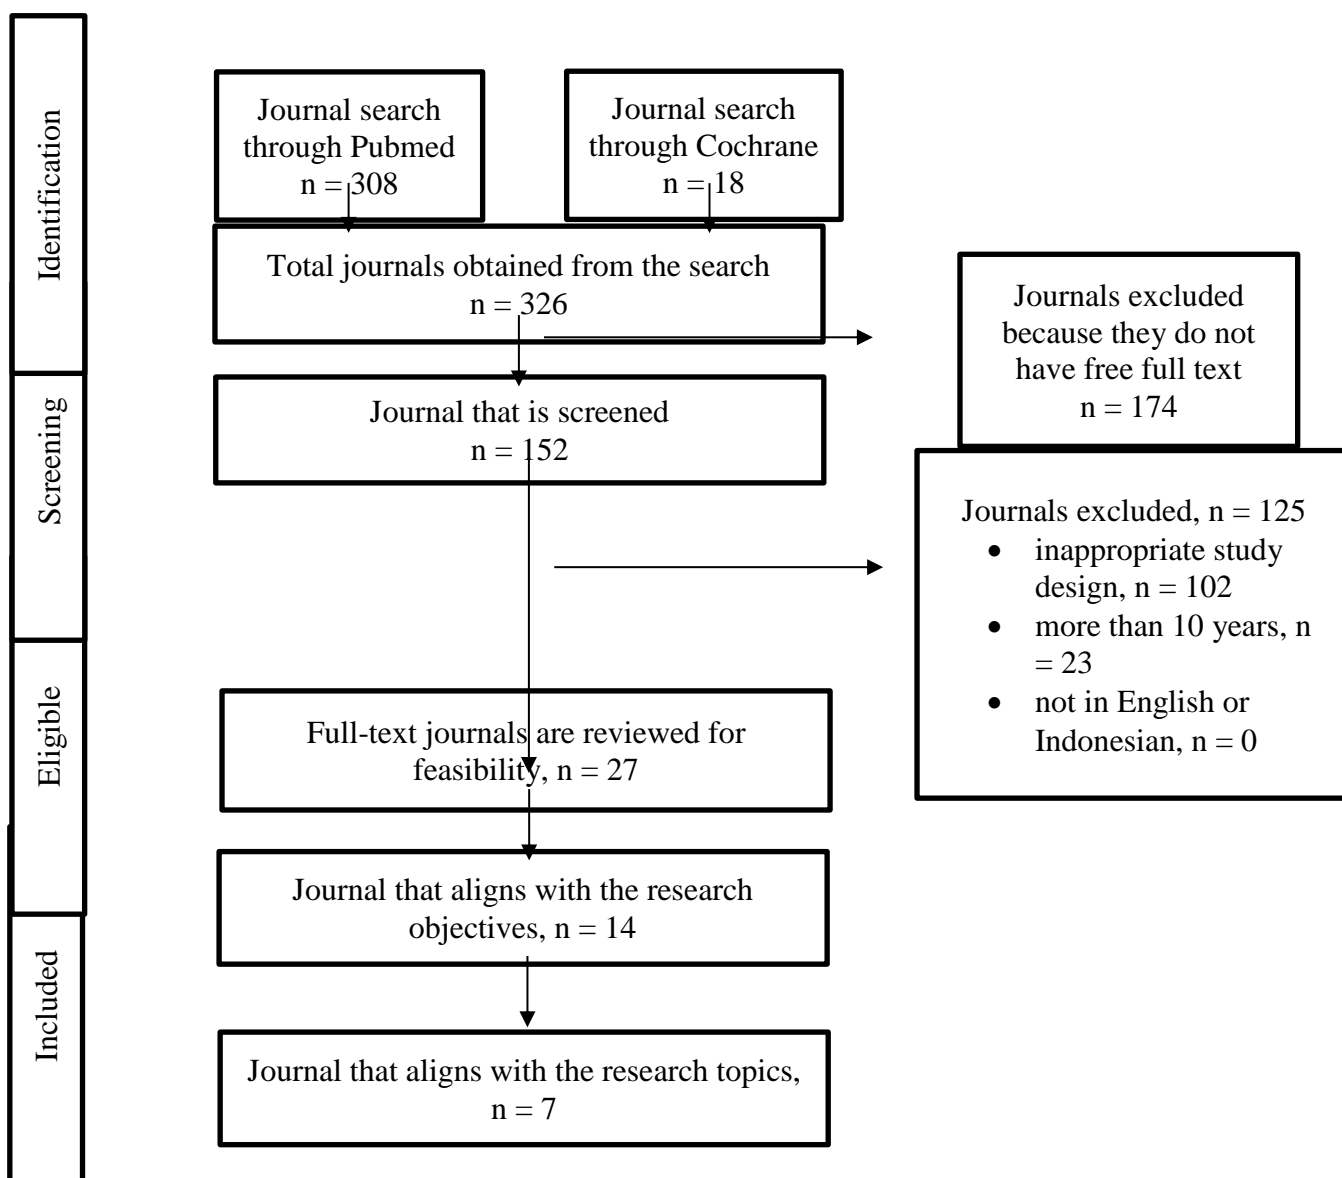 Identification
Journal search
through Pubmed
n = 308
Journal search
through Cochrane
n = 18
Total journals obtained from the search
n = 326
Journals excluded
because they do not
have free full text
n = 174
Screening
Journal that is screened
n = 152
Journals excluded, n = 125
• inappropriate study
design, n = 102
• more than 10 years, n
= 23
• not in English or
Indonesian, n = 0
Eligible
Full-text journals are reviewed for
feasibility, n = 27
Journal that aligns with the research
objectives, n = 14
Included
Journal that aligns with the research topics,
n = 7